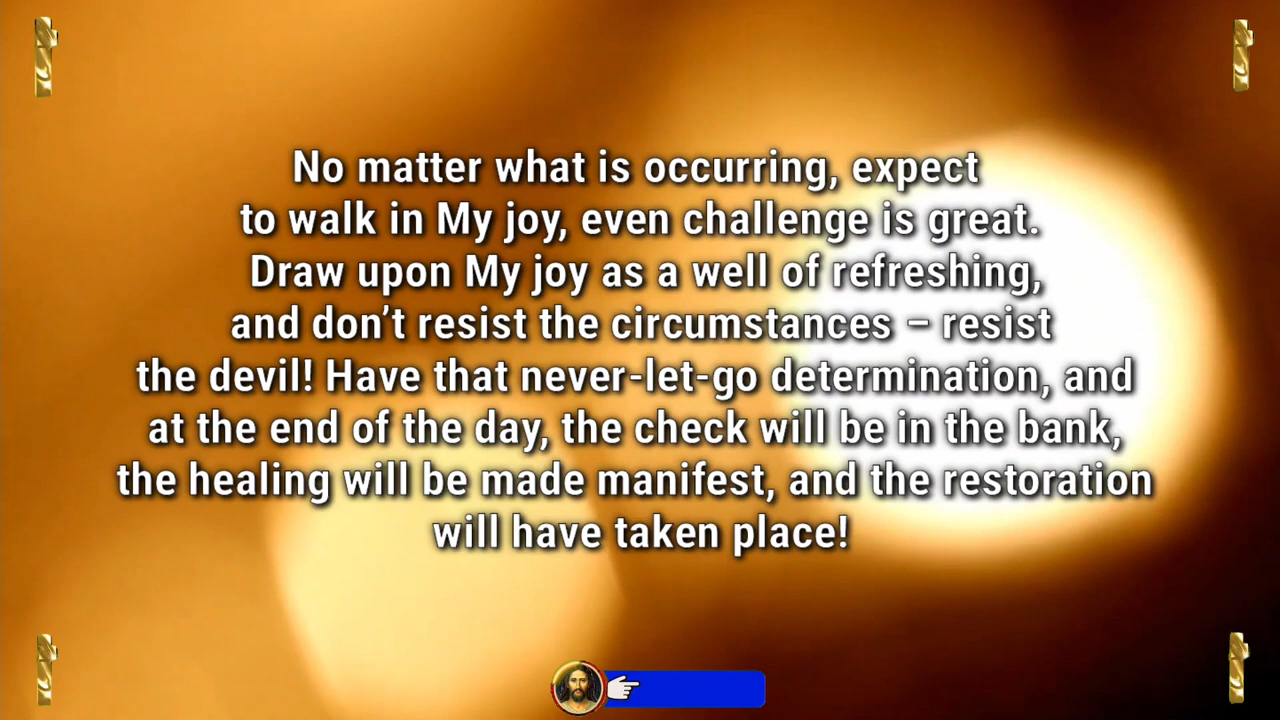 No matter what is occurring, expect
to walk in My joy, even challenge is great.
Draw upon My joy as a well of refreshing,
and don’t resist the circumstances – resist
the devil! Have that never-let-go determination, and
at the end of the day, the check will be in the bank,
the healing will be made manifest, and the restoration
will have taken place!